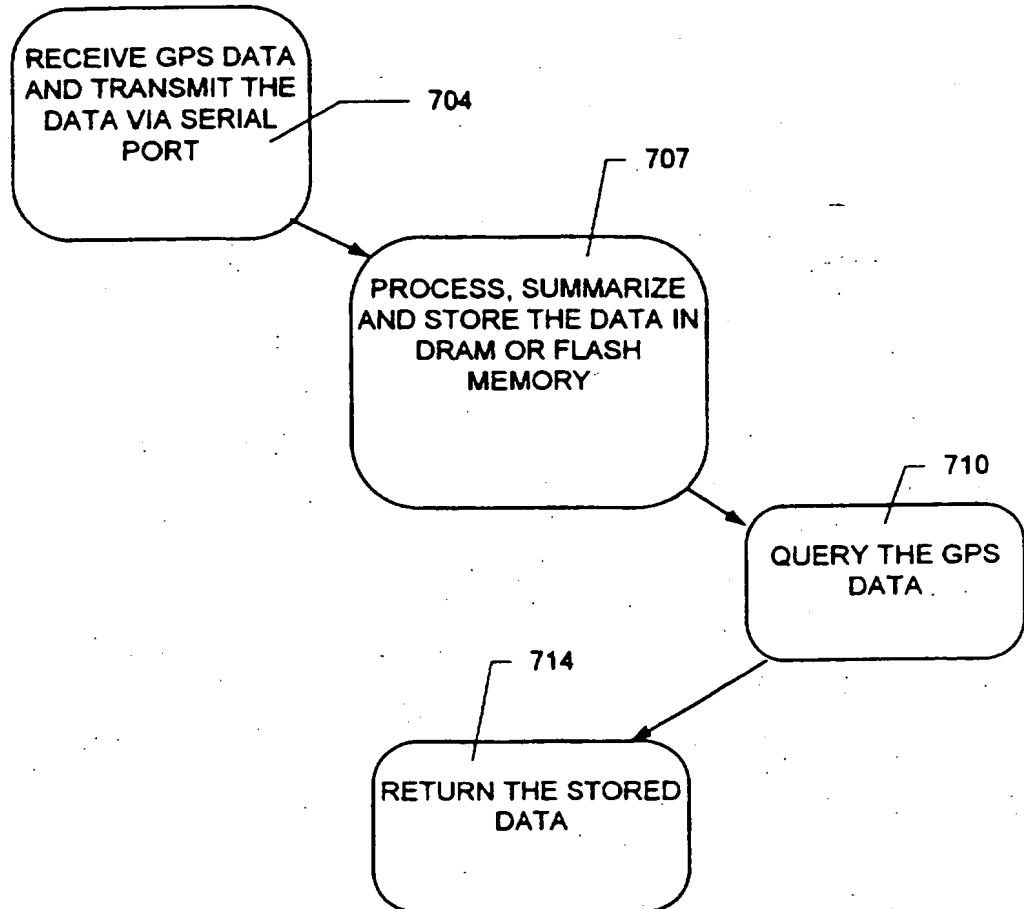 RECEIVE GPS DATA
AND TRANSMIT THE
DATA VIA SERIAL
PORT
704
707
PROCESS, SUMMARIZE
AND STORE THE DATA IN
DRAM OR FLASH
MEMORY
710
QUERY THE GPS
DATA
714
RETURN THE STORED
DATA